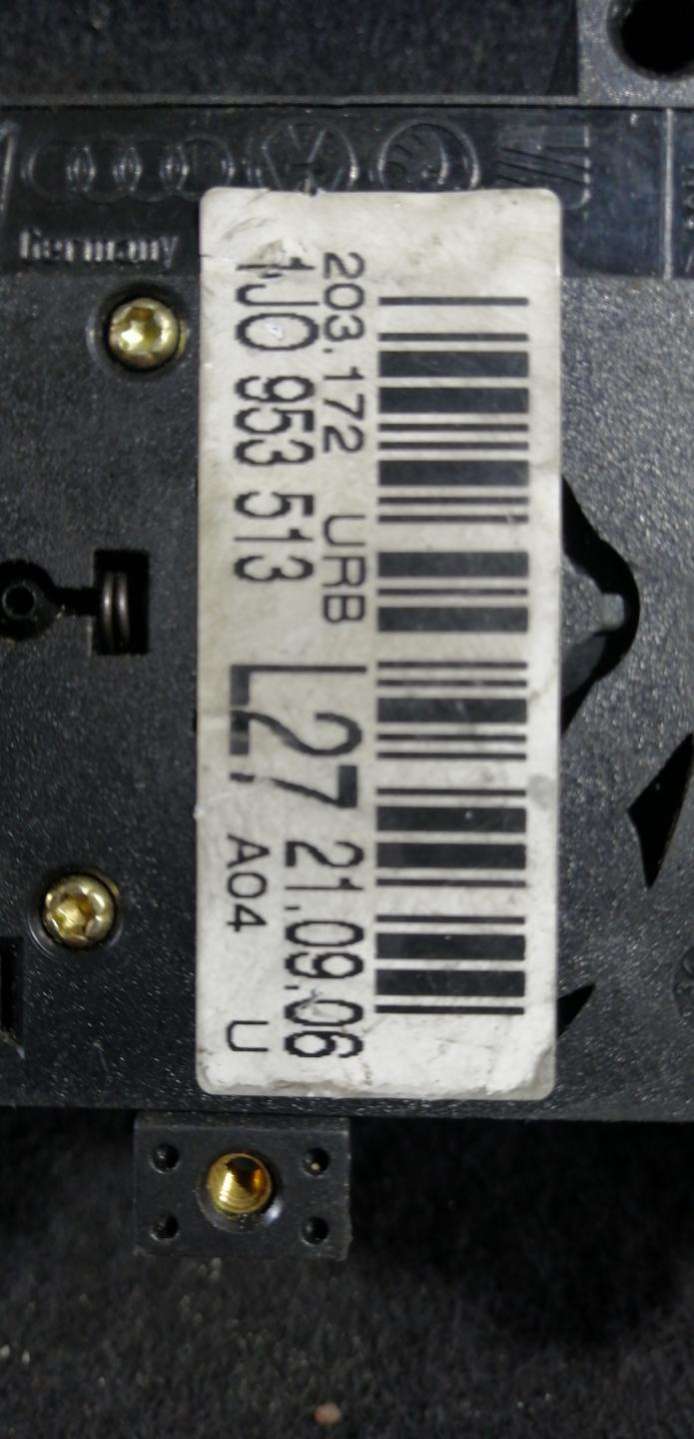 Germany
203.172 URB
1J0 953 513
L27 21.09.06
A04 U